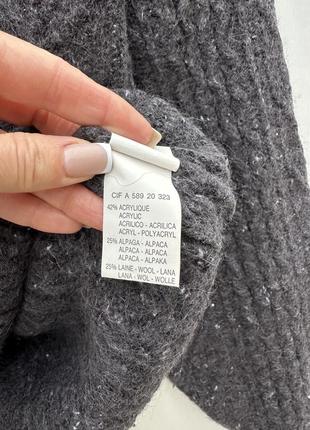 CIF A 589 20 323
42% ACRYLIQUE
ACRYLIC
ACRILICO - ACRILICA
ACRYL - POLYACRYL
25% ALPAGA - ALPACA
ALPACA - ALPACA
ALPACA - ALPAKA
25% LAINE - WOOL - LANA
LANA - WOL - WOLLE